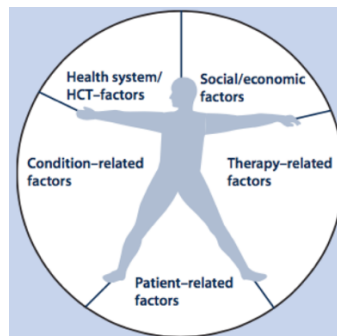 Health system/
HCT–factors
Social/economic
factors
Condition–related
factors
Therapy–related
factors
Patient–related
factors